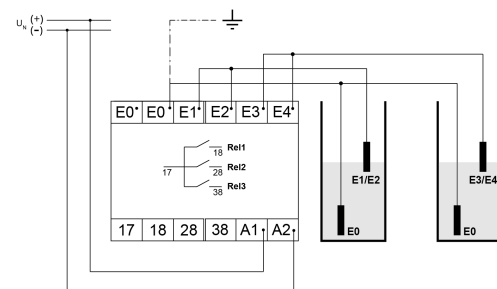 U_N (+)
(−)
E0 E0 E1 E2 E3 E4
18 Rel1
17 28 Rel2
38 Rel3
E1/E2
E0
E3/E4
E0
17 18 28 38 A1 A2